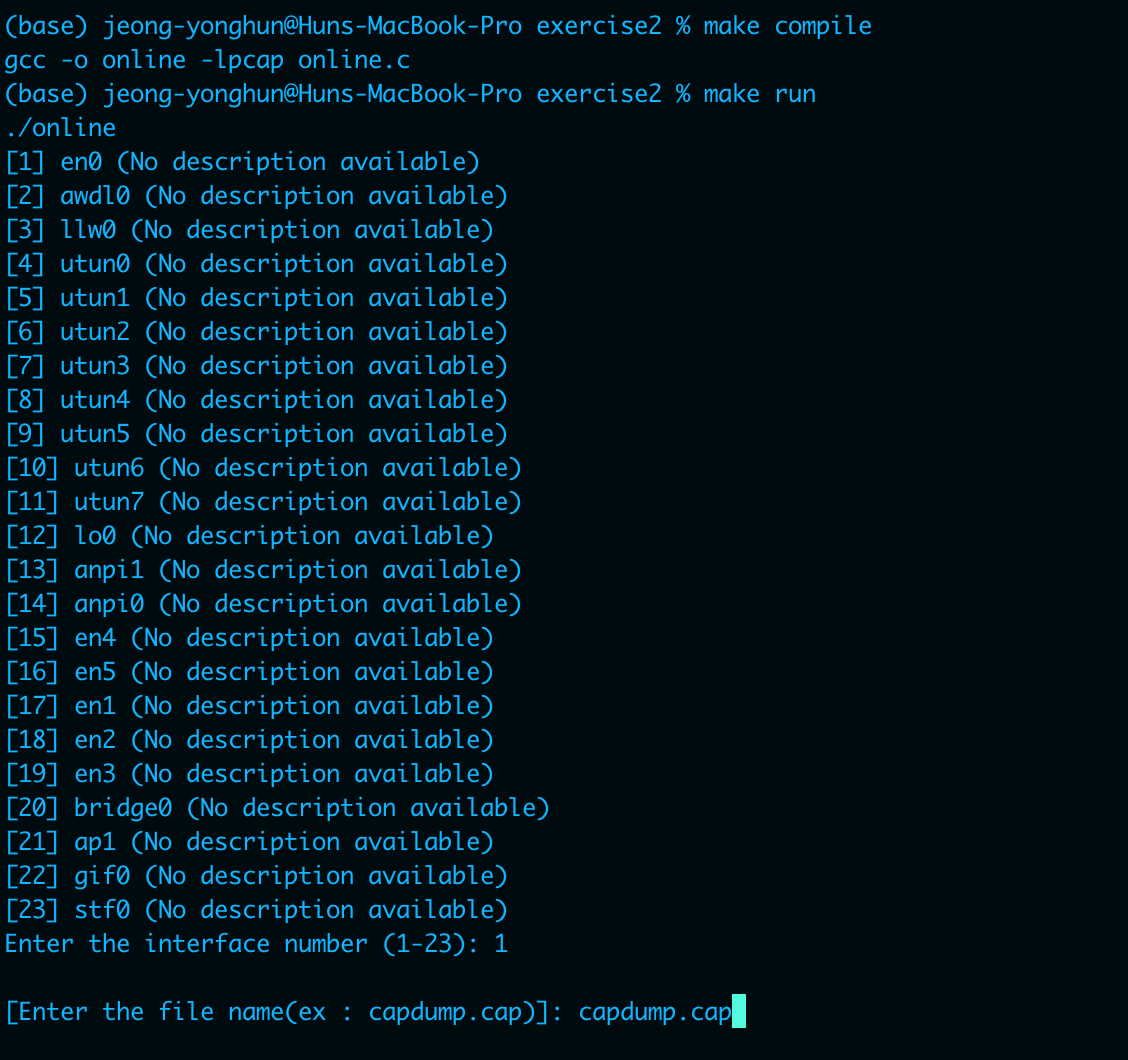 (base) jeong-yonghun@Huns-MacBook-Pro exercise2 % make compile
gcc -o online -lpcap online.c
(base) jeong-yonghun@Huns-MacBook-Pro exercise2 % make run
./online
[1] en0 (No description available)
[2] awdl0 (No description available)
[3] llw0 (No description available)
[4] utun0 (No description available)
[5] utun1 (No description available)
[6] utun2 (No description available)
[7] utun3 (No description available)
[8] utun4 (No description available)
[9] utun5 (No description available)
[10] utun6 (No description available)
[11] utun7 (No description available)
[12] lo0 (No description available)
[13] anpi1 (No description available)
[14] anpi0 (No description available)
[15] en4 (No description available)
[16] en5 (No description available)
[17] en1 (No description available)
[18] en2 (No description available)
[19] en3 (No description available)
[20] bridge0 (No description available)
[21] ap1 (No description available)
[22] gif0 (No description available)
[23] stf0 (No description available)
Enter the interface number (1-23): 1
[Enter the file name(ex : capdump.cap)]: capdump.cap